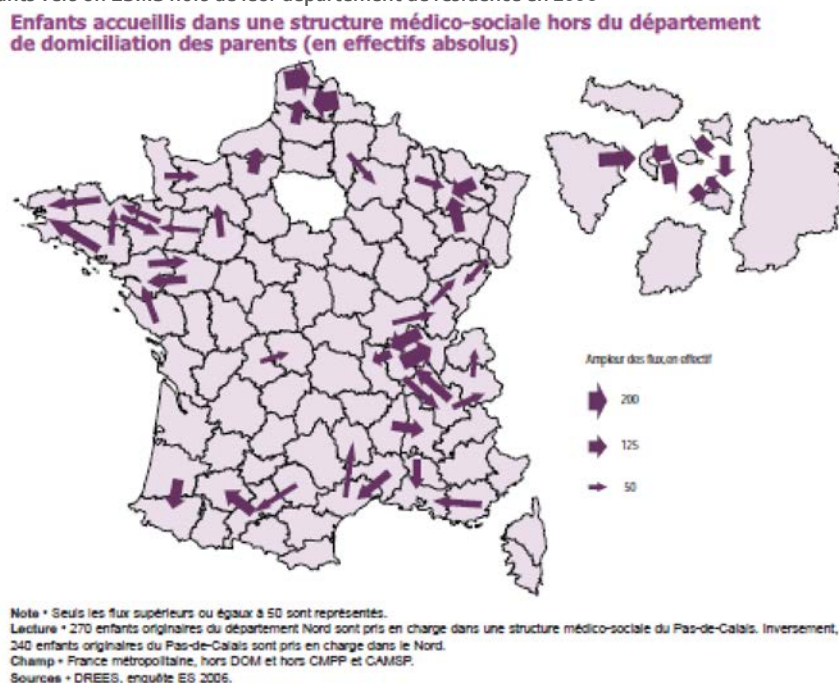 Enfants accueillis dans une structure médico-sociale hors du département
de domiciliation des parents (en effectifs absolus)
Ampleur des flux,en effectif
200
125
50
Note • Seuls les flux supérieurs ou égaux à 50 sont représentés.
Lecture • 270 enfants originaires du département Nord sont pris en charge dans une structure médico-sociale du Pas-de-Calais. Inversement,
240 enfants originaires du Pas-de-Calais sont pris en charge dans le Nord.
Champ • France métropolitaine, hors DOM et hors CMPP et CAMSP.
Sources • DREES, enquête ES 2006.